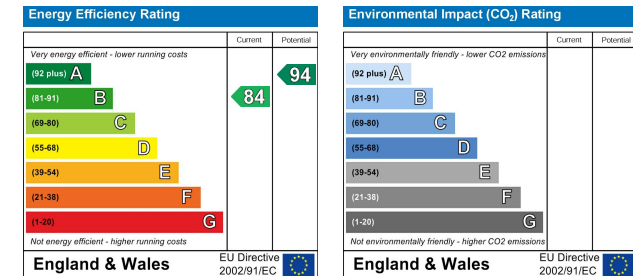 Energy Efficiency Rating
Current Potential
Very energy efficient - lower running costs
(92 plus) A
94
(81-91) B
84
(69-80) C
(55-68) D
(39-54) E
(21-38) F
(1-20) G
Not energy efficient - higher running costs
England & Wales
EU Directive
2002/91/EC
Environmental Impact (CO₂) Rating
Current Potential
Very environmentally friendly - lower CO2 emissions
(92 plus) A
(81-91) B
(69-80) C
(55-68) D
(39-54) E
(21-38) F
(1-20) G
Not environmentally friendly - higher CO2 emissions
England & Wales
EU Directive
2002/91/EC